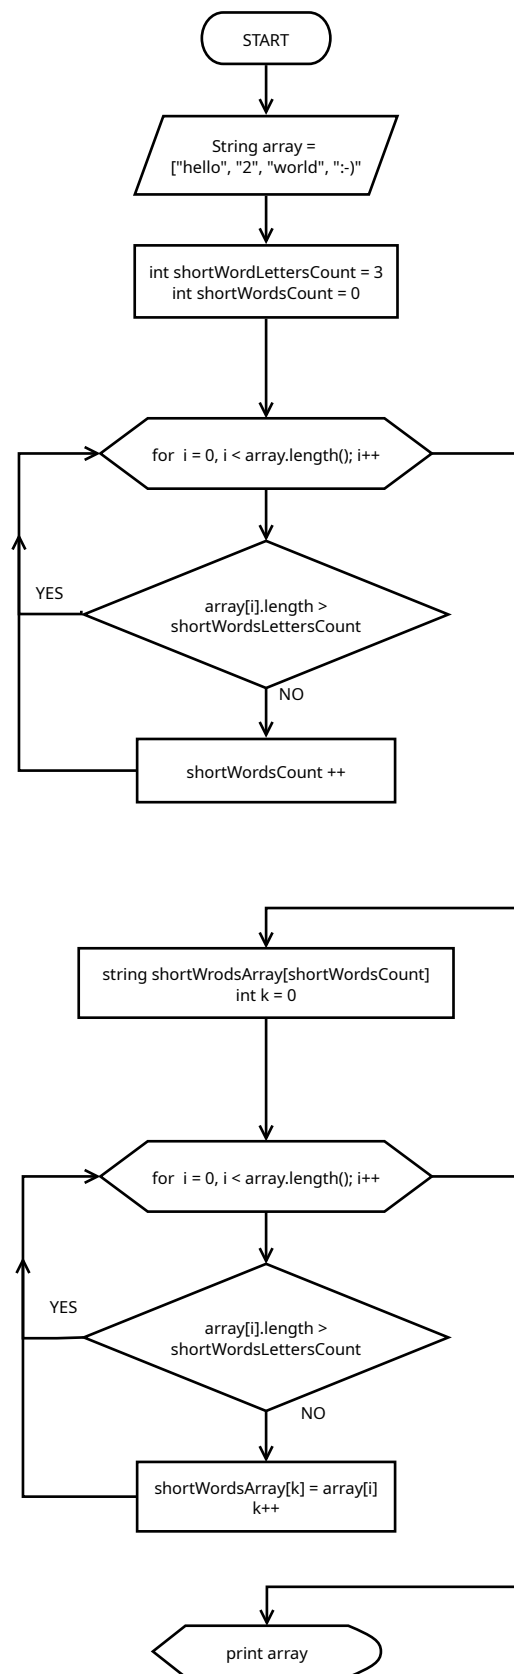 START
String array =
["hello", "2", "world", ":-)"
int shortWordLettersCount = 3
int shortWordsCount = 0
for  i = 0, i < array.length(); i++
array[i].length >
shortWordsLettersCount
YES
NO
shortWordsCount ++
string shortWrodsArray[shortWordsCount]
int k = 0
for  i = 0, i < array.length(); i++
array[i].length >
shortWordsLettersCount
YES
NO
shortWordsArray[k] = array[i]
k++
print array